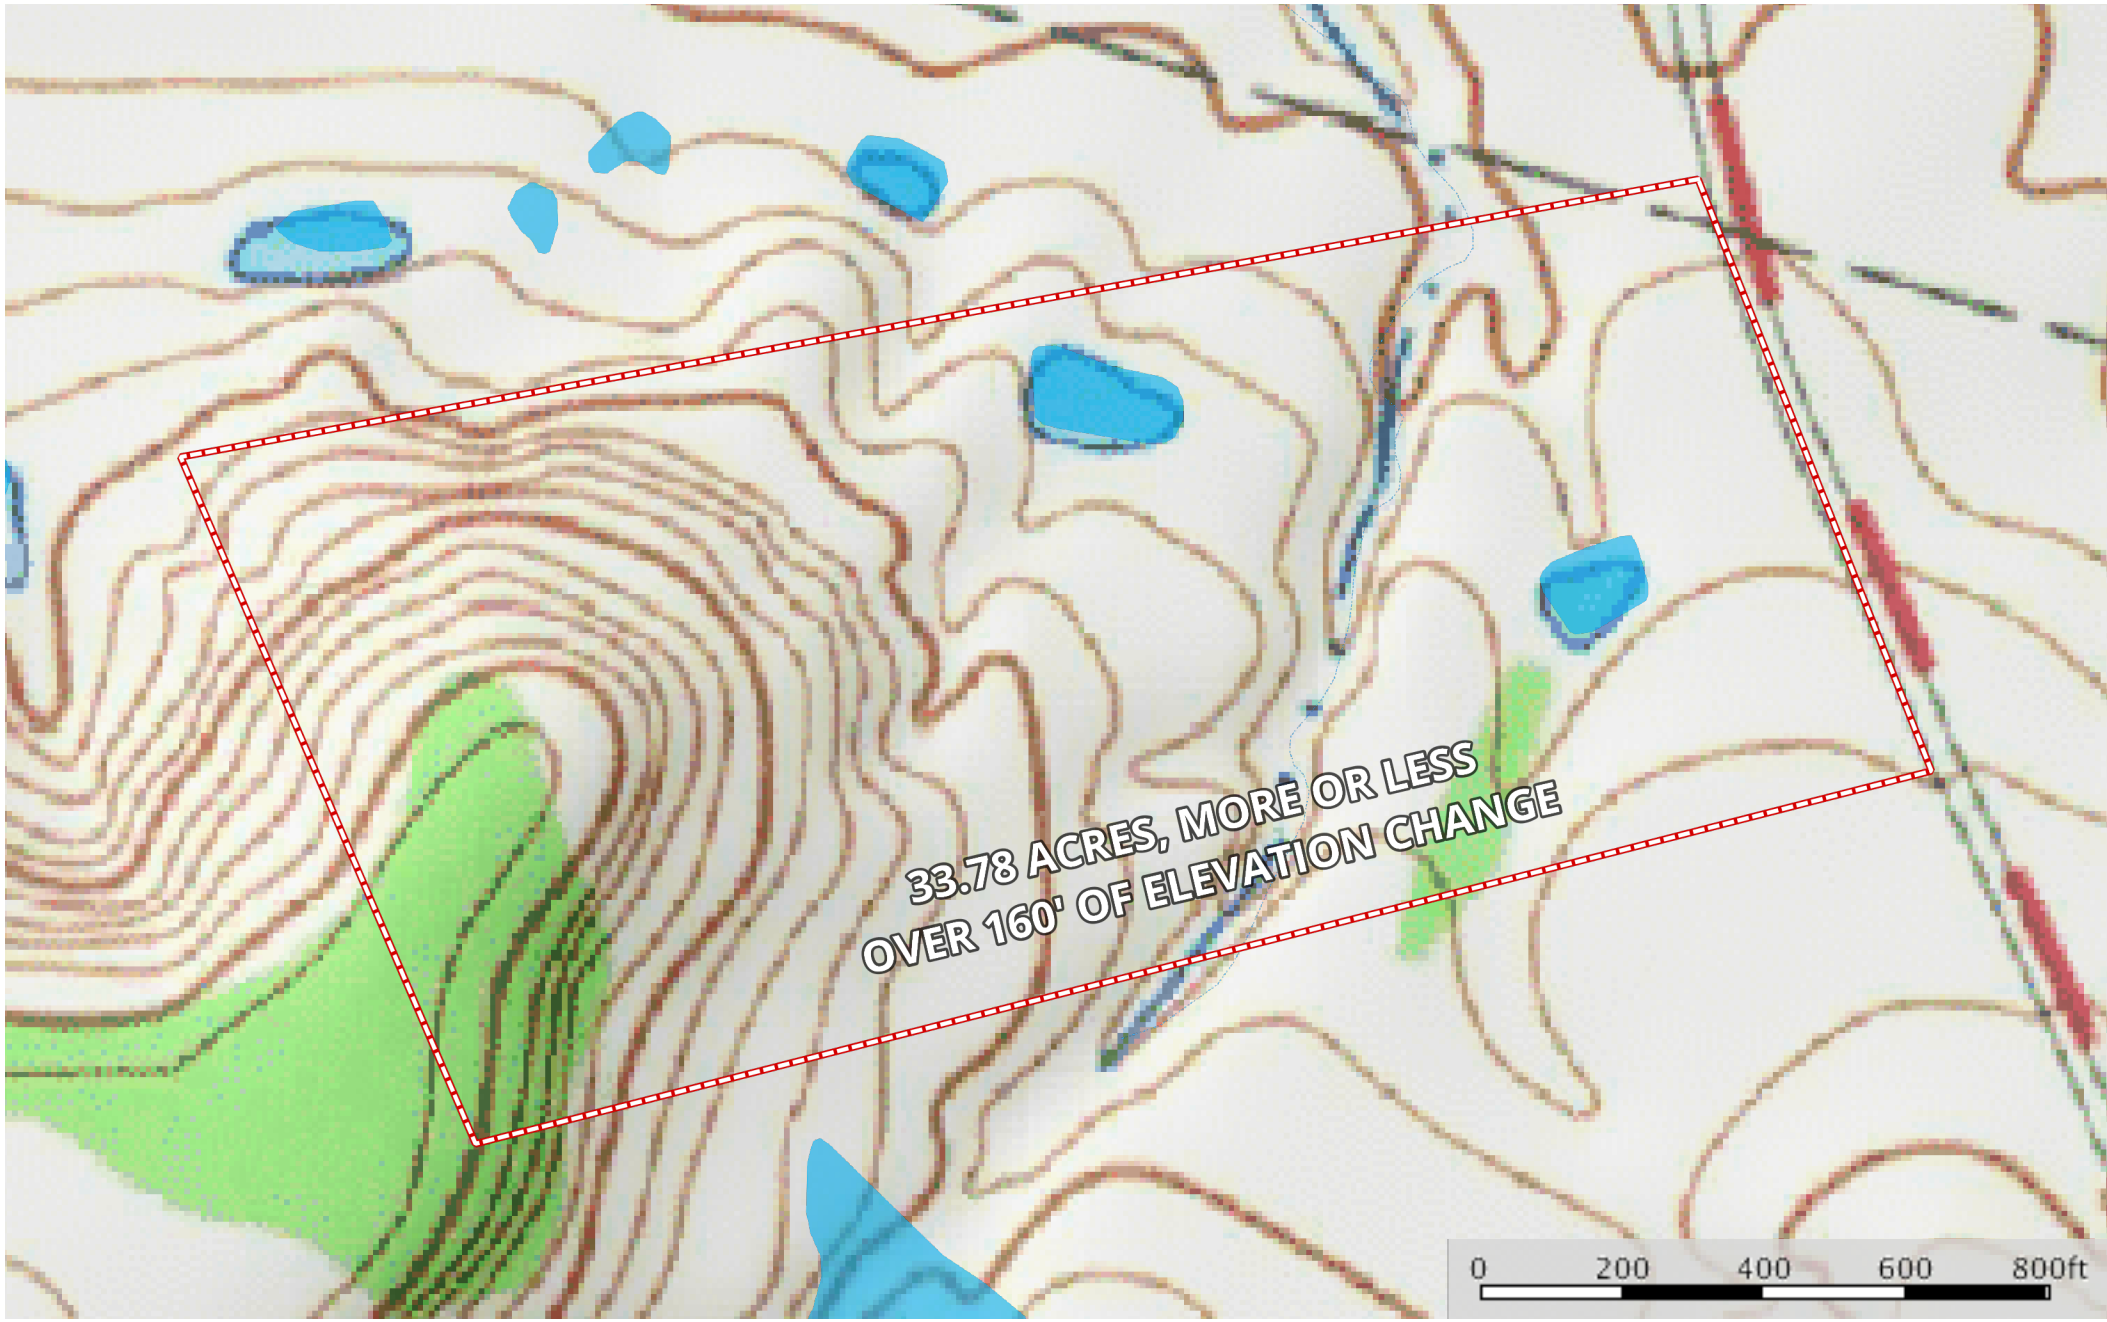 33.78 ACRES, MORE OR LESS
OVER 160' OF ELEVATION CHANGE
0 200 400 600 800ft